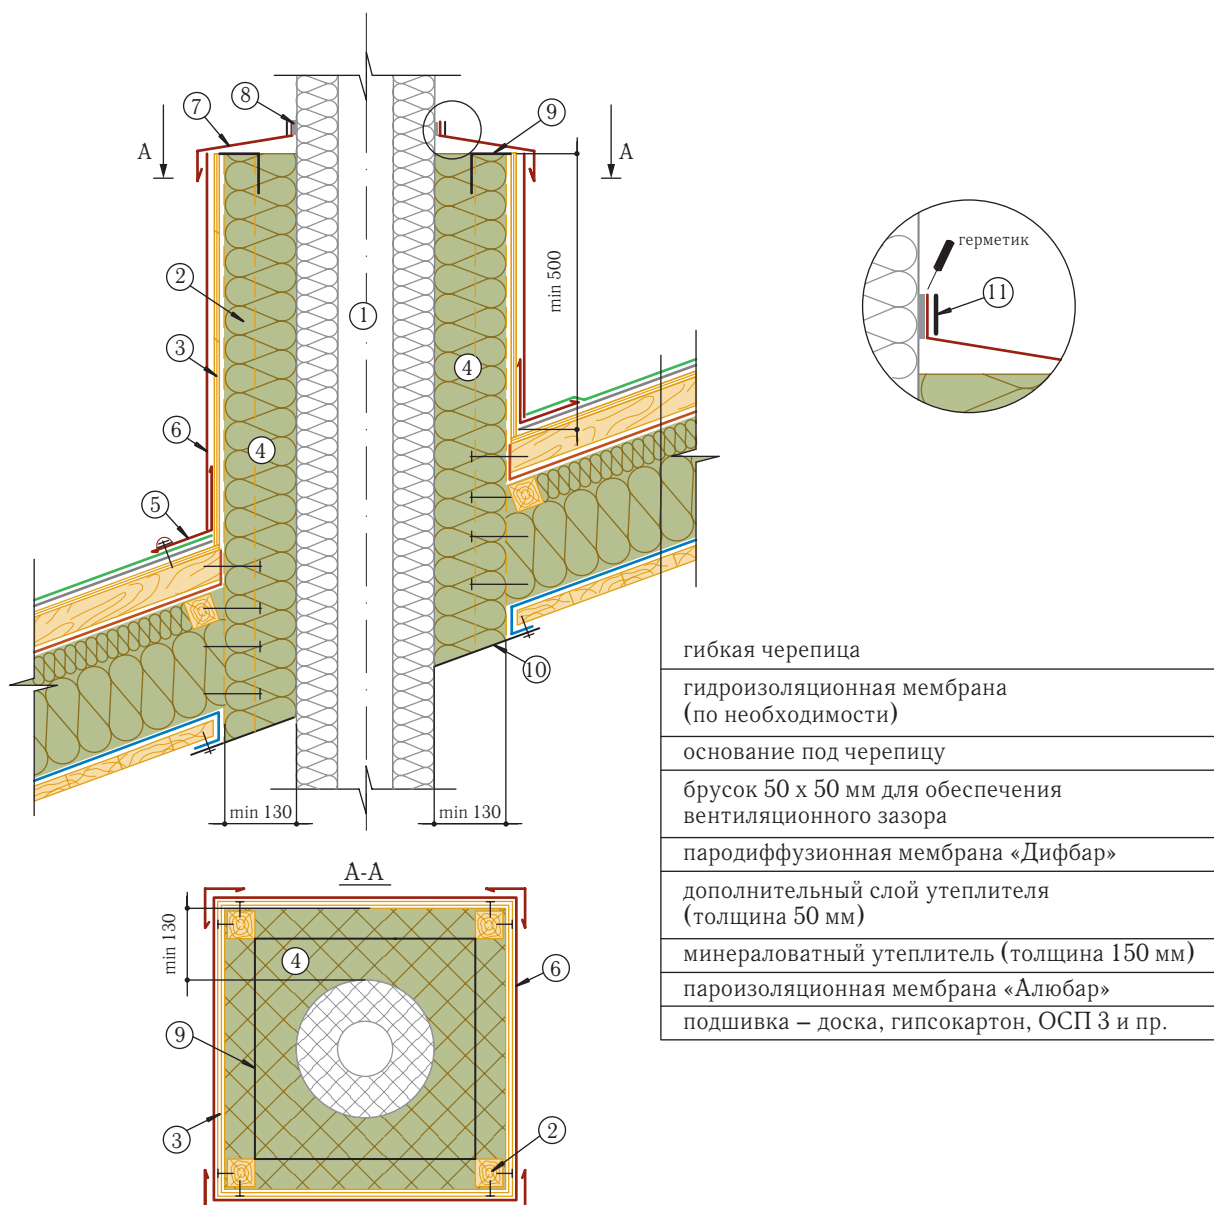 7
8
9
А
А
2
1
min 500
3
4
6
4
5
10
min 130
min 130
герметик
11
гибкая черепица
гидроизоляционная мембрана
(по необходимости)
основание под черепицу
брусок 50 х 50 мм для обеспечения
вентиляционного зазора
пародиффузионная мембрана «Дифбар»
дополнительный слой утеплителя
(толщина 50 мм)
минераловатный утеплитель (толщина 150 мм)
пароизоляционная мембрана «Алюбар»
подшивка – доска, гипсокартон, ОСП 3 и пр.
А-А
min 130
4
6
9
3
2